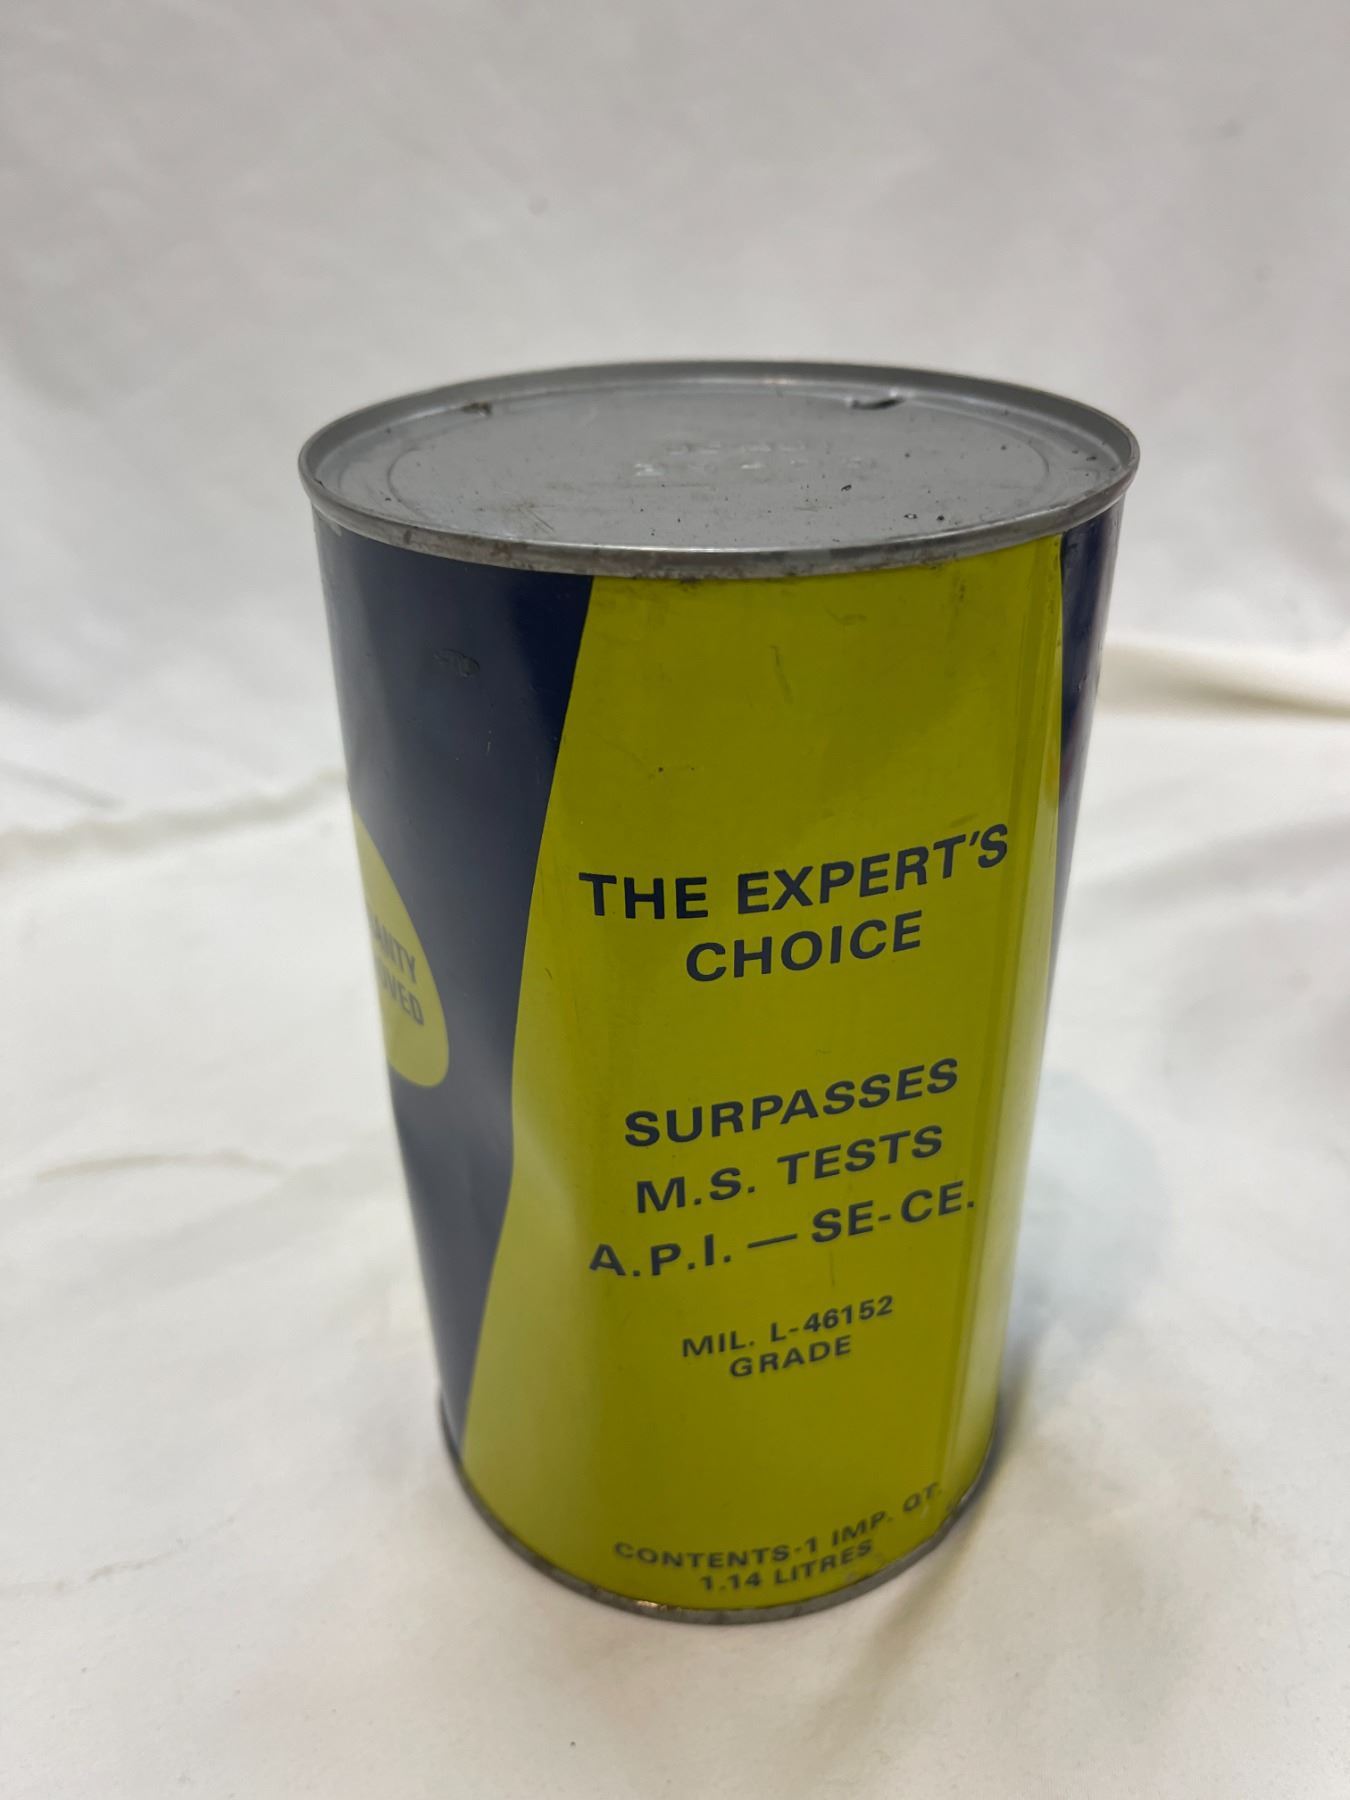 THE EXPERT'S
CHOICE
SURPASSES
M.S. TESTS
A.P.I. — SE-CE.
MIL. L-46152
GRADE
CONTENTS-1 IMP. QT.
1.14 LITRES